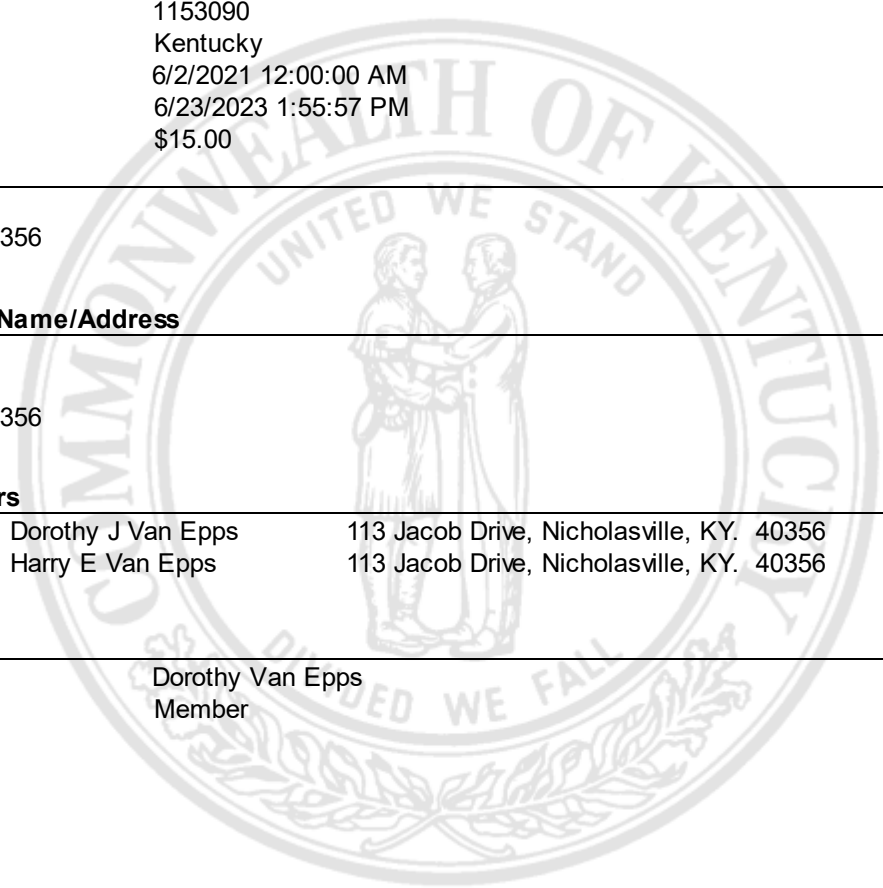 1153090
Kentucky
6/2/2021 12:00:00 AM
6/23/2023 1:55:57 PM
$15.00
COMMONWEALTH OF KENTUCKY
UNITED WE STAND
356
Name/Address
356
rs
Dorothy J Van Epps 113 Jacob Drive, Nicholasville, KY. 40356
Harry E Van Epps 113 Jacob Drive, Nicholasville, KY. 40356
DIVIDED WE FALL
Dorothy Van Epps
Member